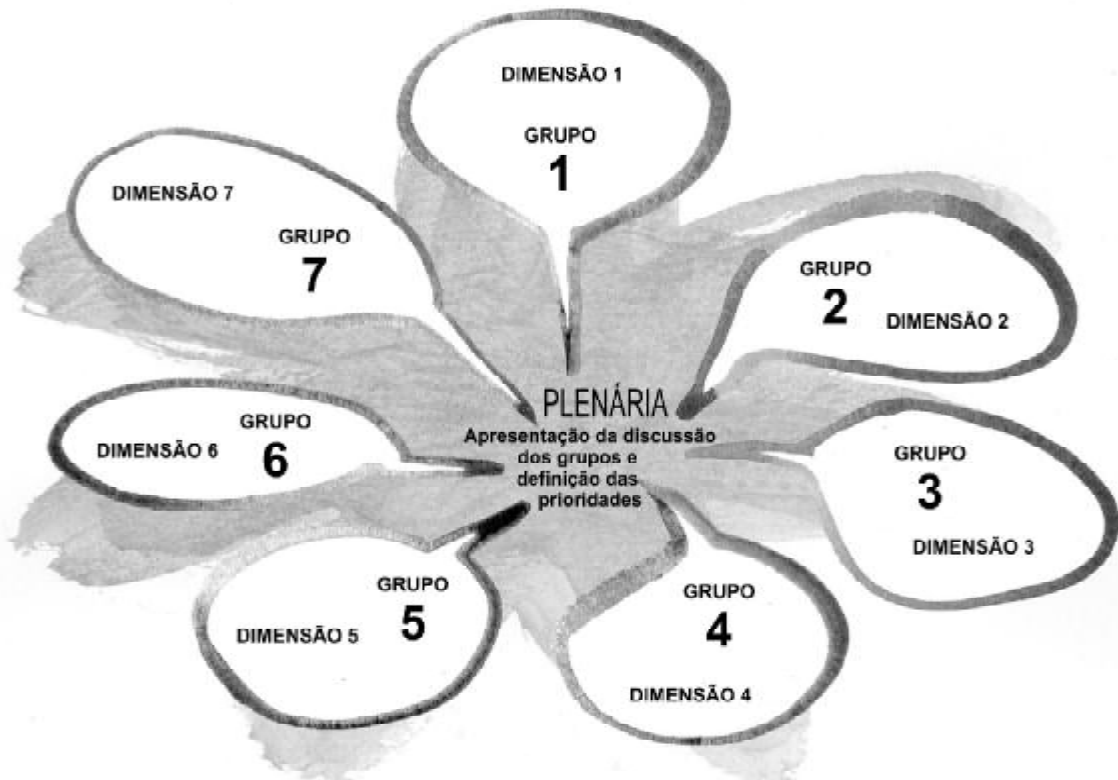 DIMENSÃO 1
GRUPO
1
GRUPO
2
DIMENSÃO 2
GRUPO
3
DIMENSÃO 3
GRUPO
4
DIMENSÃO 4
GRUPO
5
DIMENSÃO 5
GRUPO
6
DIMENSÃO 6
DIMENSÃO 7
GRUPO
7
PLENÁRIA
Apresentação da discussão
dos grupos e
definição das
prioridades